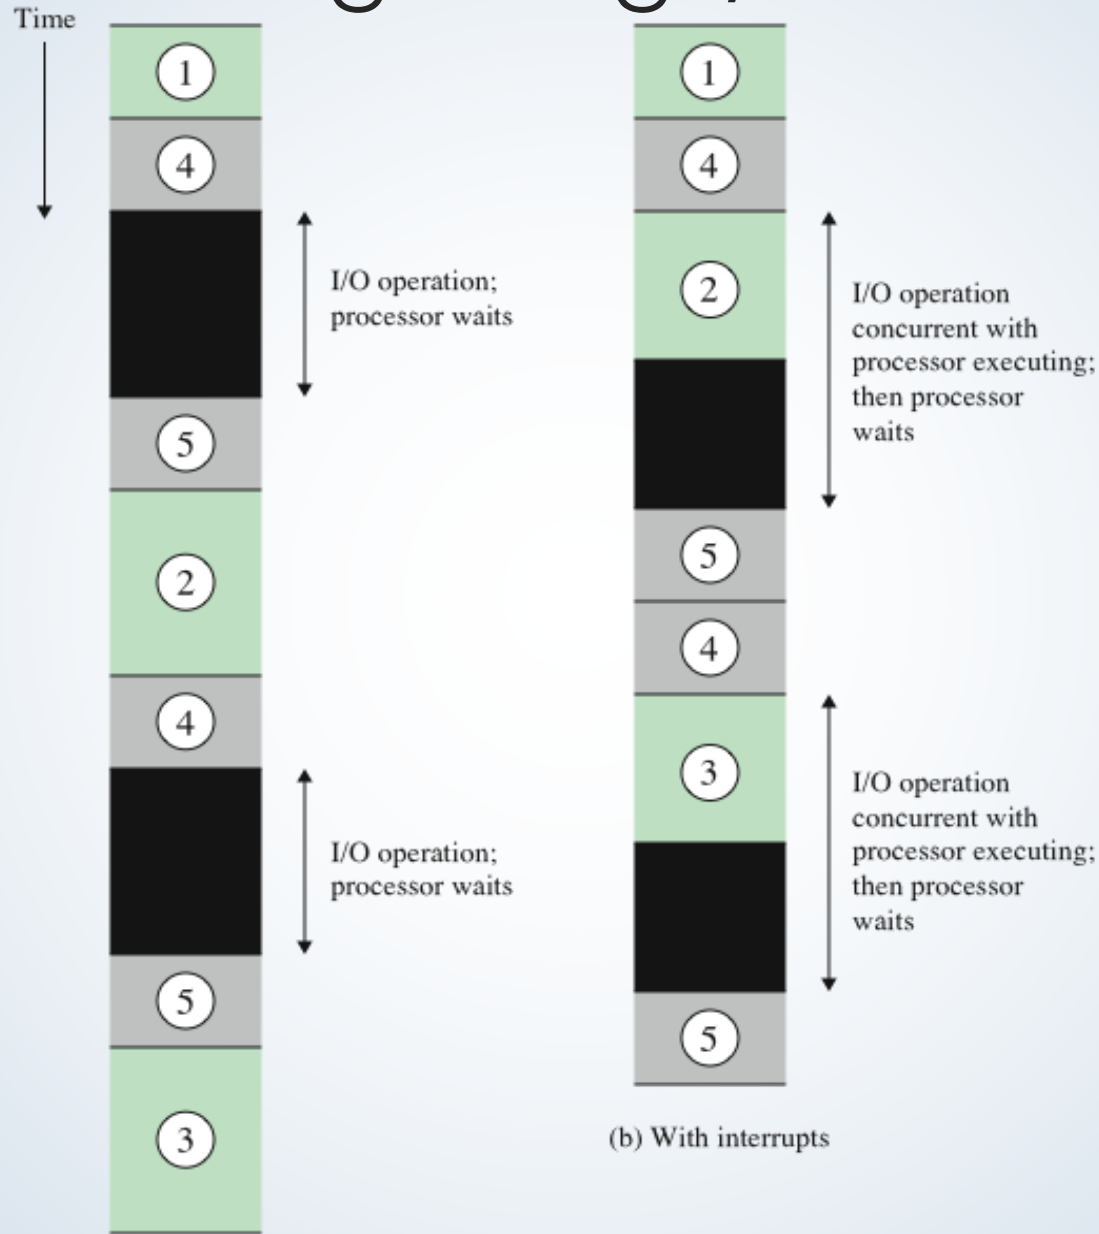 Time
1
4
I/O operation;
processor waits
5
2
4
I/O operation;
processor waits
5
3
1
4
2
I/O operation
concurrent with
processor executing;
then processor
waits
5
4
3
I/O operation
concurrent with
processor executing;
then processor
waits
5
(b) With interrupts